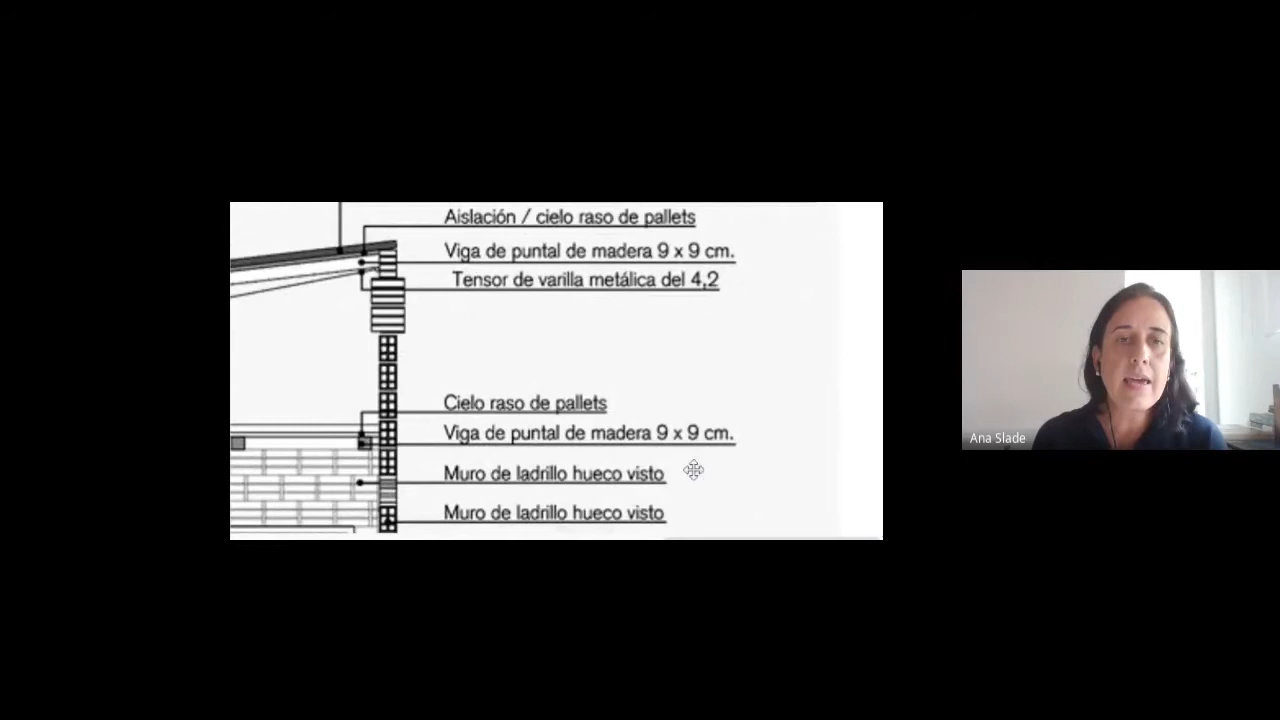 Aislación / cielo raso de pallets
Viga de puntal de madera 9 x 9 cm.
Tensor de varilla metálica del 4,2
Cielo raso de pallets
Viga de puntal de madera 9 x 9 cm.
Muro de ladrillo hueco visto
Muro de ladrillo hueco visto
Ana Slade